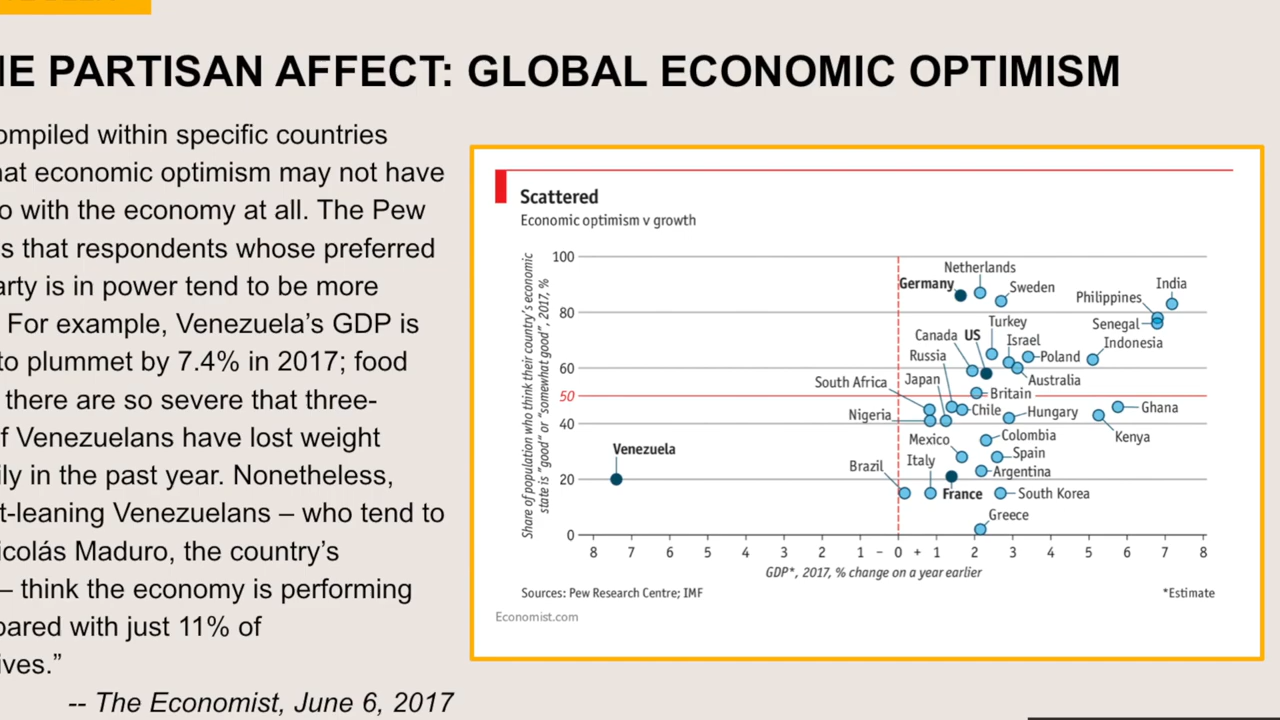 HE PARTISAN AFFECT: GLOBAL ECONOMIC OPTIMISM
ompiled within specific countries
hat economic optimism may not have
o with the economy at all. The Pew
s that respondents whose preferred
arty is in power tend to be more
For example, Venezuela’s GDP is
to plummet by 7.4% in 2017; food
there are so severe that three-
f Venezuelans have lost weight
ily in the past year. Nonetheless,
t-leaning Venezuelans – who tend to
icolás Maduro, the country’s
– think the economy is performing
pared with just 11% of
ives.”
-- The Economist, June 6, 2017
Scattered
Economic optimism v growth
Share of population who think their country's economic
state is "good" or "somewhat good", 2017, %
100
80
60
50
40
20
0
Netherlands
Germany
Sweden
India
Philippines
Senegal
Turkey
Canada
US
Israel
Indonesia
Russia
Poland
South Africa
Japan
Australia
Britain
Nigeria
Chile
Hungary
Ghana
Kenya
Mexico
Colombia
Venezuela
Brazil
Italy
Spain
Argentina
France
South Korea
Greece
8 7 6 5 4 3 2 1 – 0 + 1 2 3 4 5 6 7 8
GDP*, 2017, % change on a year earlier
Sources: Pew Research Centre; IMF
*Estimate
Economist.com